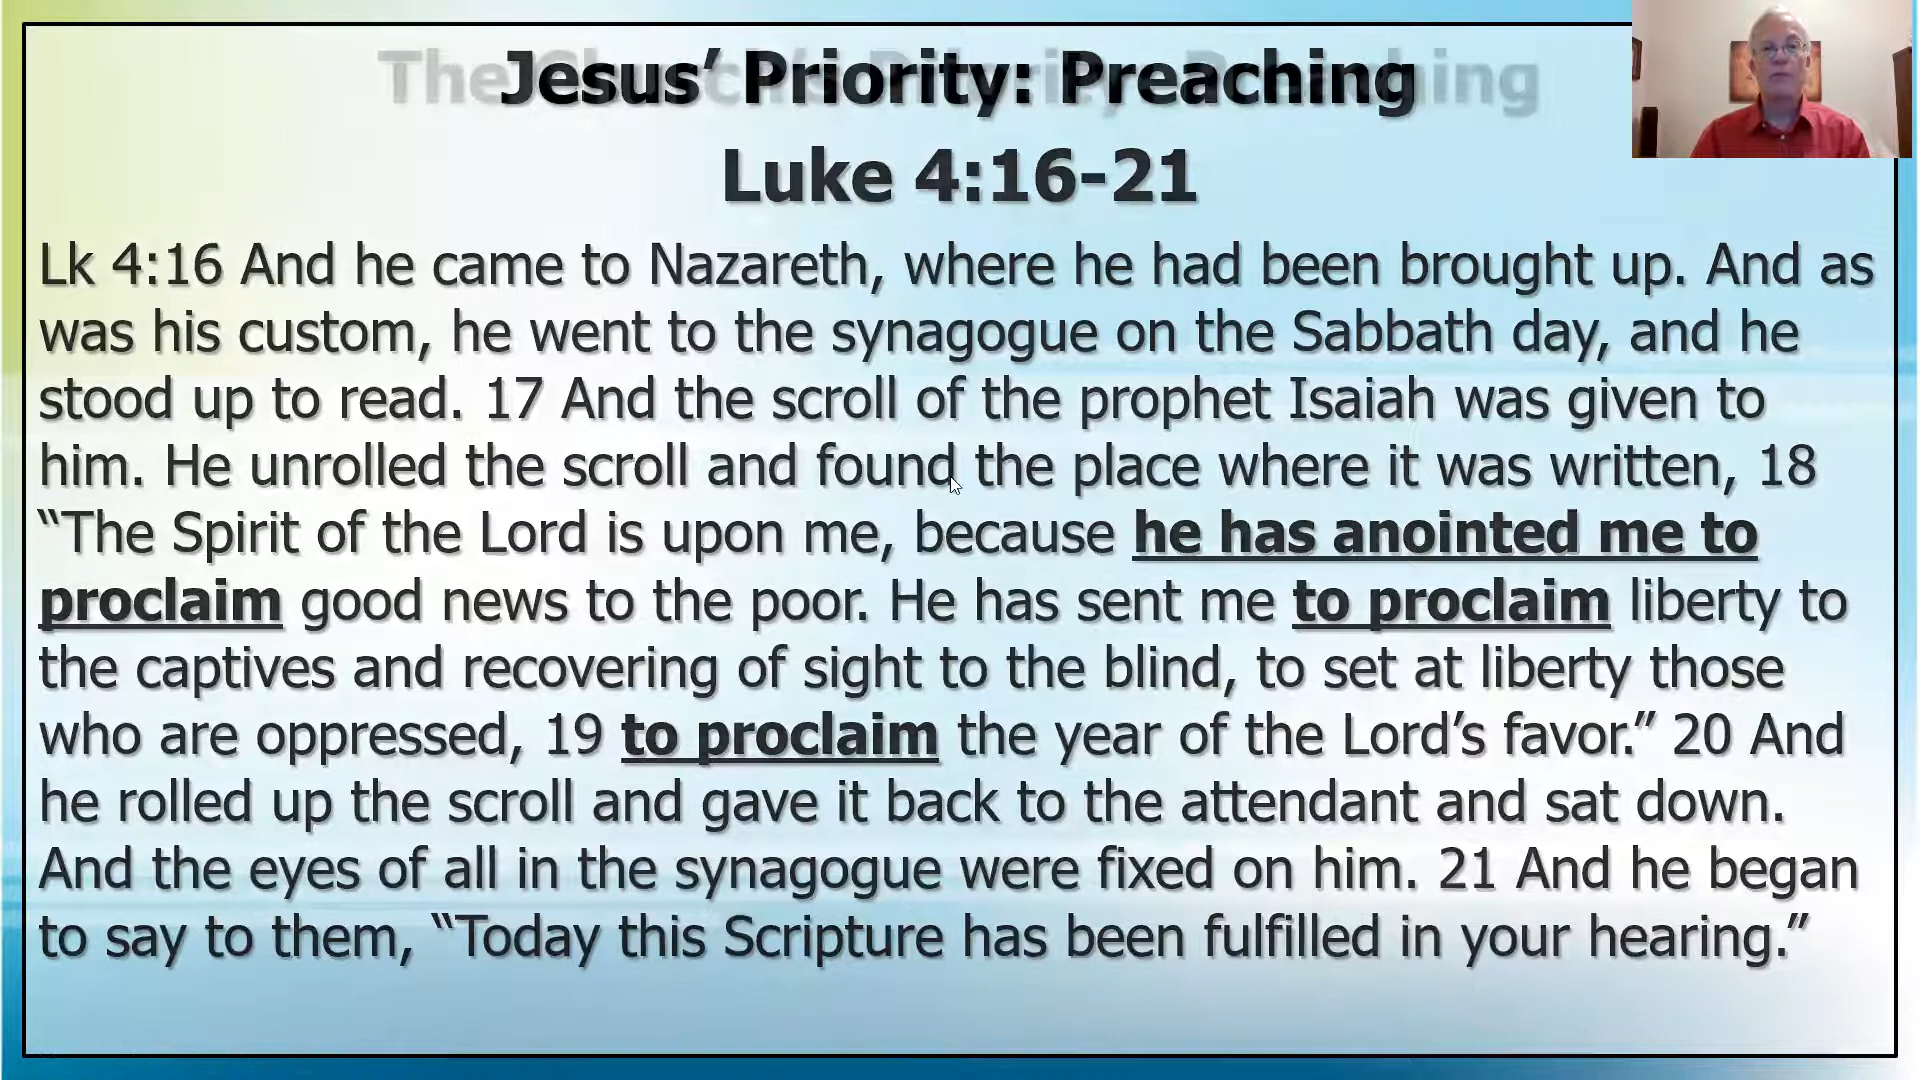 The Church's Priority: Preaching
Jesus’ Priority: Preaching
Luke 4:16-21
Lk 4:16 And he came to Nazareth, where he had been brought up. And as
was his custom, he went to the synagogue on the Sabbath day, and he
stood up to read. 17 And the scroll of the prophet Isaiah was given to
him. He unrolled the scroll and found the place where it was written, 18
“The Spirit of the Lord is upon me, because he has anointed me to
proclaim good news to the poor. He has sent me to proclaim liberty to
the captives and recovering of sight to the blind, to set at liberty those
who are oppressed, 19 to proclaim the year of the Lord’s favor.” 20 And
he rolled up the scroll and gave it back to the attendant and sat down.
And the eyes of all in the synagogue were fixed on him. 21 And he began
to say to them, “Today this Scripture has been fulfilled in your hearing.”